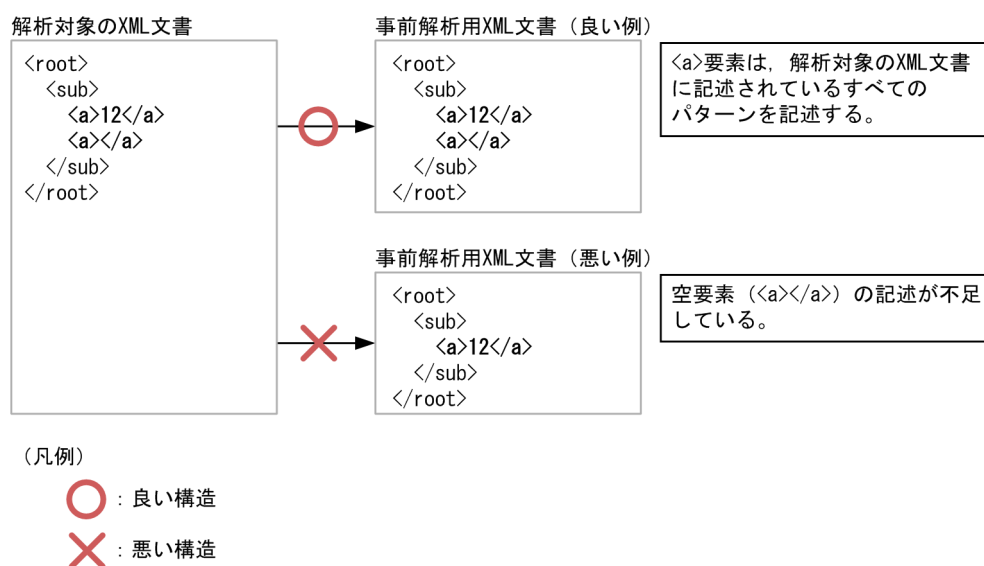 解析対象のXML文書
<root>
<sub>
<a>12</a>
<a></a>
</sub>
</root>
事前解析用XML文書（良い例）
<root>
<sub>
<a>12</a>
<a></a>
</sub>
</root>
<a>要素は，解析対象のXML文書
に記述されているすべての
パターンを記述する。
事前解析用XML文書（悪い例）
<root>
<sub>
<a>12</a>
</sub>
</root>
空要素（<a></a>）の記述が不足
している。
（凡例）
：良い構造
：悪い構造